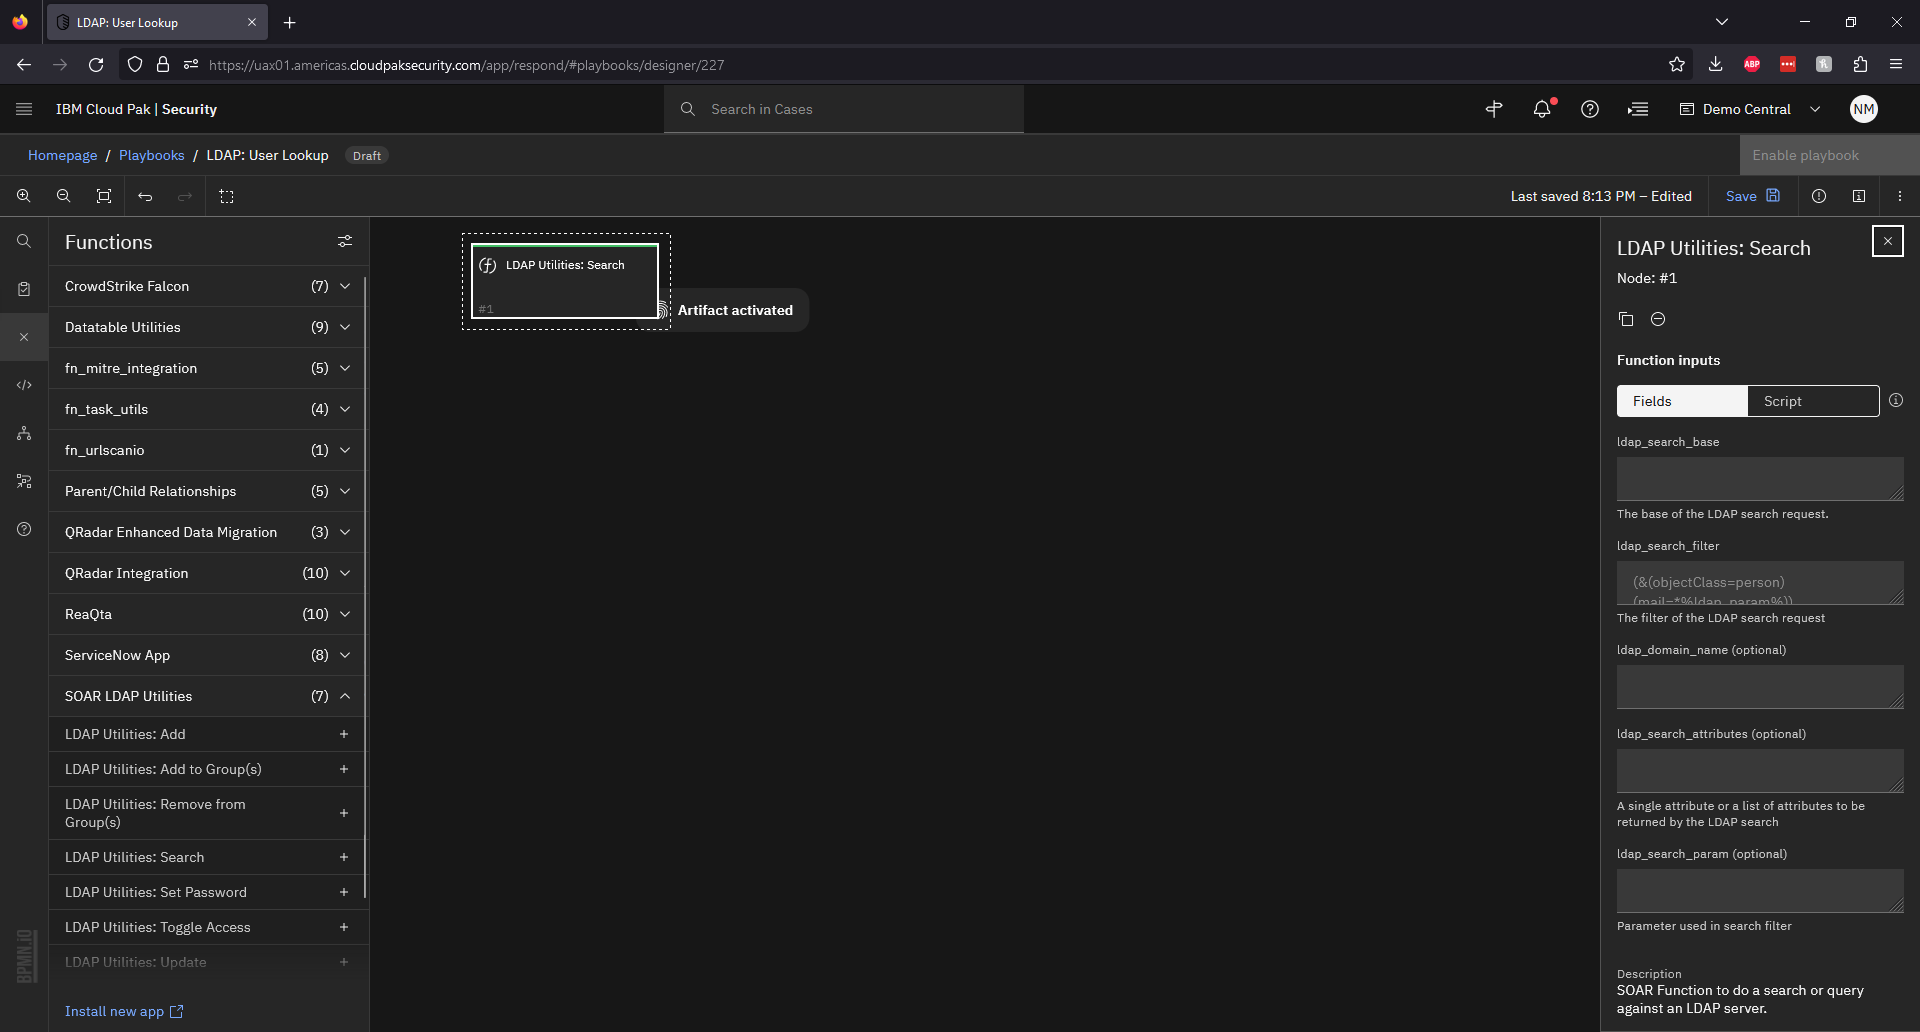 LDAP: User Lookup
https://uax01.americas.cloudpaksecurity.com/app/respond/#playbooks/designer/227
ABP
IBM Cloud Pak | Security
Search in Cases
Demo Central
NM
Homepage / Playbooks / LDAP: User Lookup Draft
Enable playbook
Last saved 8:13 PM – Edited
Save
Functions
CrowdStrike Falcon (7)
Datatable Utilities (9)
fn_mitre_integration (5)
fn_task_utils (4)
fn_urlscanio (1)
Parent/Child Relationships (5)
QRadar Enhanced Data Migration (3)
QRadar Integration (10)
ReaQta (10)
ServiceNow App (8)
SOAR LDAP Utilities (7)
LDAP Utilities: Add +
LDAP Utilities: Add to Group(s) +
LDAP Utilities: Remove from
Group(s) +
LDAP Utilities: Search +
LDAP Utilities: Set Password +
LDAP Utilities: Toggle Access +
LDAP Utilities: Update +
Install new app
BPMN.iO
LDAP Utilities: Search
#1
Artifact activated
LDAP Utilities: Search
Node: #1
Function inputs
Fields
Script
ldap_search_base
The base of the LDAP search request.
ldap_search_filter
(&(objectClass=person)
(mail=*%ldap_param%))
The filter of the LDAP search request
ldap_domain_name (optional)
ldap_search_attributes (optional)
A single attribute or a list of attributes to be
returned by the LDAP search
ldap_search_param (optional)
Parameter used in search filter
Description
SOAR Function to do a search or query
against an LDAP server.